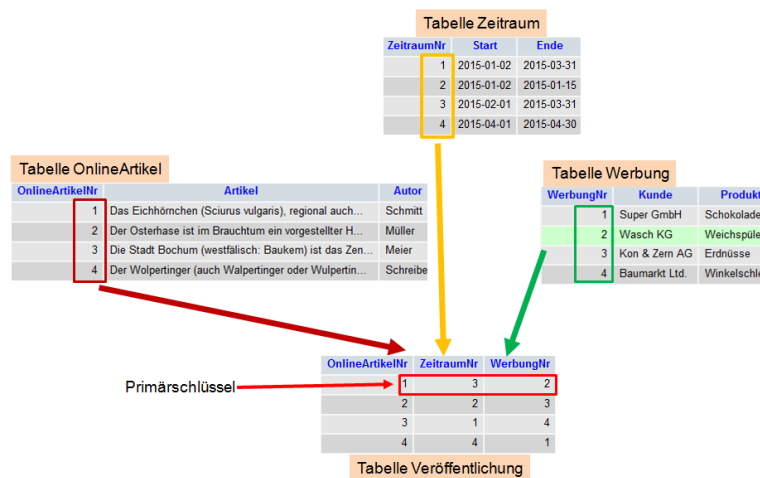 Tabelle Zeitraum
ZeitraumNr Start Ende
1 2015-01-02 2015-03-31
2 2015-01-02 2015-01-15
3 2015-02-01 2015-03-31
4 2015-04-01 2015-04-30
Tabelle OnlineArtikel
OnlineArtikelNr Artikel Autor
1 Das Eichhörnchen (Sciurus vulgaris), regional auch... Schmitt
2 Der Osterhase ist im Brauchtum ein vorgestellter H... Müller
3 Die Stadt Bochum (westfälisch: Baukem) ist das Zen... Meier
4 Der Wolpertinger (auch Walpertinger oder Wulpertin... Schreibe
Tabelle Werbung
WerbungNr Kunde Produkt
1 Super GmbH Schokolade
2 Wasch KG Weichspüle
3 Kon & Zern AG Erdnüsse
4 Baumarkt Ltd. Winkelschle
OnlineArtikelNr ZeitraumNr WerbungNr
Primärschlüssel
1 3 2
2 2 3
3 1 4
4 4 1
Tabelle Veröffentlichung